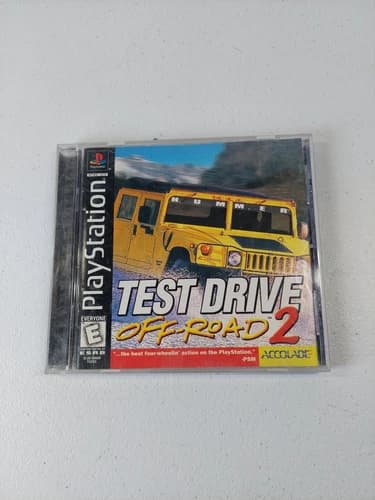 PlayStation
HUMMER
TEST DRIVE
OFF-ROAD 2
EVERYONE
E
ESRB
"...the best four-wheelin' action on the PlayStation."
-PSM
ACCOLADE